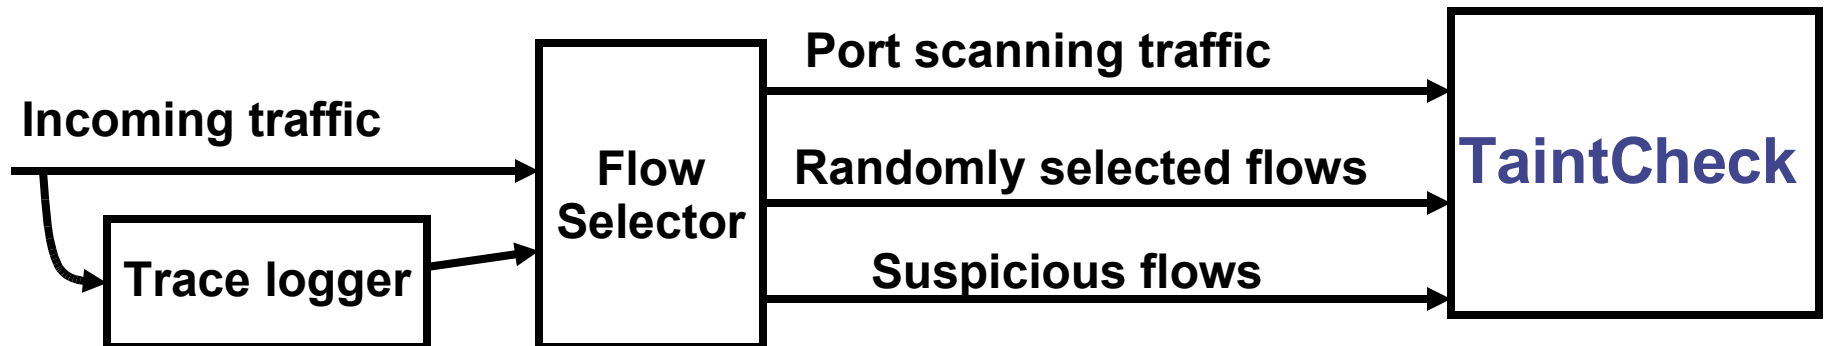 Incoming traffic
Trace logger
Flow
Selector
Port scanning traffic
Randomly selected flows
Suspicious flows
TaintCheck